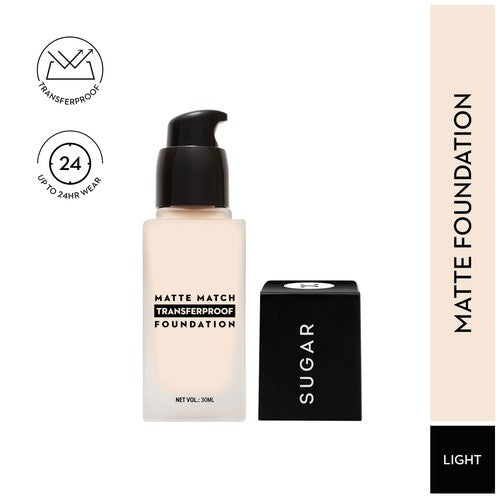 TRANSFERPROOF
24
UP TO 24HR WEAR
MATTE MATCH
TRANSFERPROOF
FOUNDATION
NET VOL.: 30ML
SUGAR
MATTE FOUNDATION
LIGHT